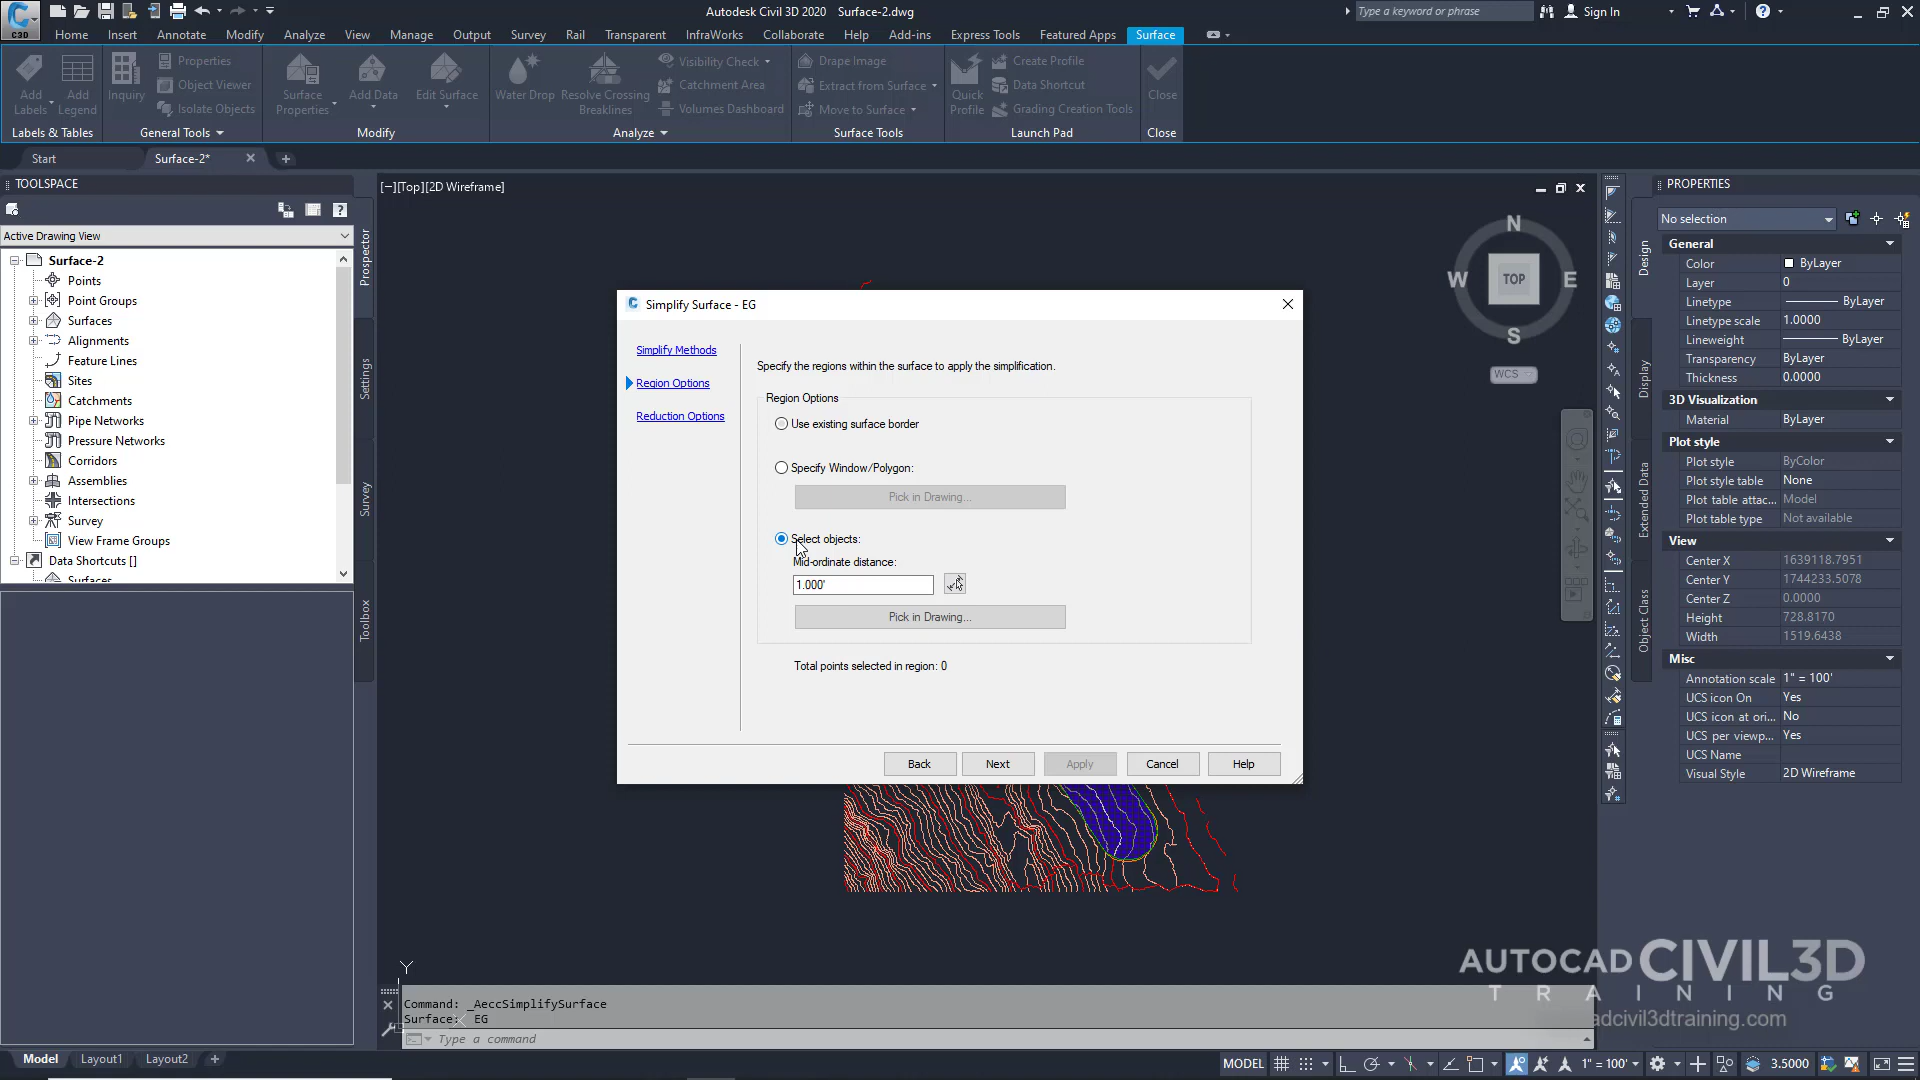 C3D
Autodesk Civil 3D 2020 Surface-2.dwg
Type a keyword or phrase
Sign In
Home Insert Annotate Modify Analyze View Manage Output Survey Rail Transparent InfraWorks Collaborate Help Add-ins Express Tools Featured Apps Surface
Add Labels
Add Legend
Labels & Tables
Inquiry
Properties
Object Viewer
Isolate Objects
General Tools
Surface Properties
Add Data
Edit Surface
Modify
Water Drop
Resolve Crossing Breaklines
Visibility Check
Catchment Area
Volumes Dashboard
Analyze
Drape Image
Extract from Surface
Move to Surface
Surface Tools
Quick Profile
Create Profile
Data Shortcut
Grading Creation Tools
Launch Pad
Close
Close
Start
Surface-2*
TOOLSPACE
Active Drawing View
Surface-2
Points
Point Groups
Surfaces
Alignments
Feature Lines
Sites
Catchments
Pipe Networks
Pressure Networks
Corridors
Assemblies
Intersections
Survey
View Frame Groups
Data Shortcuts []
Surfaces
Prospector
Settings
Survey
Toolbox
[−][Top][2D Wireframe]
N
W
TOP
E
S
WCS
Simplify Surface - EG
Simplify Methods
Region Options
Reduction Options
Specify the regions within the surface to apply the simplification.
Region Options
Use existing surface border
Specify Window/Polygon:
Pick in Drawing...
Select objects:
Mid-ordinate distance:
1.000'
Pick in Drawing...
Total points selected in region: 0
Back
Next
Apply
Cancel
Help
Y
X
Command: _AeccSimplifySurface
Surface: EG
Type a command
PROPERTIES
No selection
General
Color ByLayer
Layer 0
Linetype ByLayer
Linetype scale 1.0000
Lineweight ByLayer
Transparency ByLayer
Thickness 0.0000
3D Visualization
Material ByLayer
Plot style
Plot style ByColor
Plot style table None
Plot table attac... Model
Plot table type Not available
View
Center X 1639118.7951
Center Y 1744233.5078
Center Z 0.0000
Height 728.8170
Width 1519.6438
Misc
Annotation scale 1" = 100'
UCS icon On Yes
UCS icon at ori... No
UCS per viewp... Yes
UCS Name
Visual Style 2D Wireframe
Design
Display
Extended Data
Object Class
AUTOCAD CIVIL3D
TRAINING
adcivil3dtraining.com
Model Layout1 Layout2
MODEL
1" = 100'
3.5000